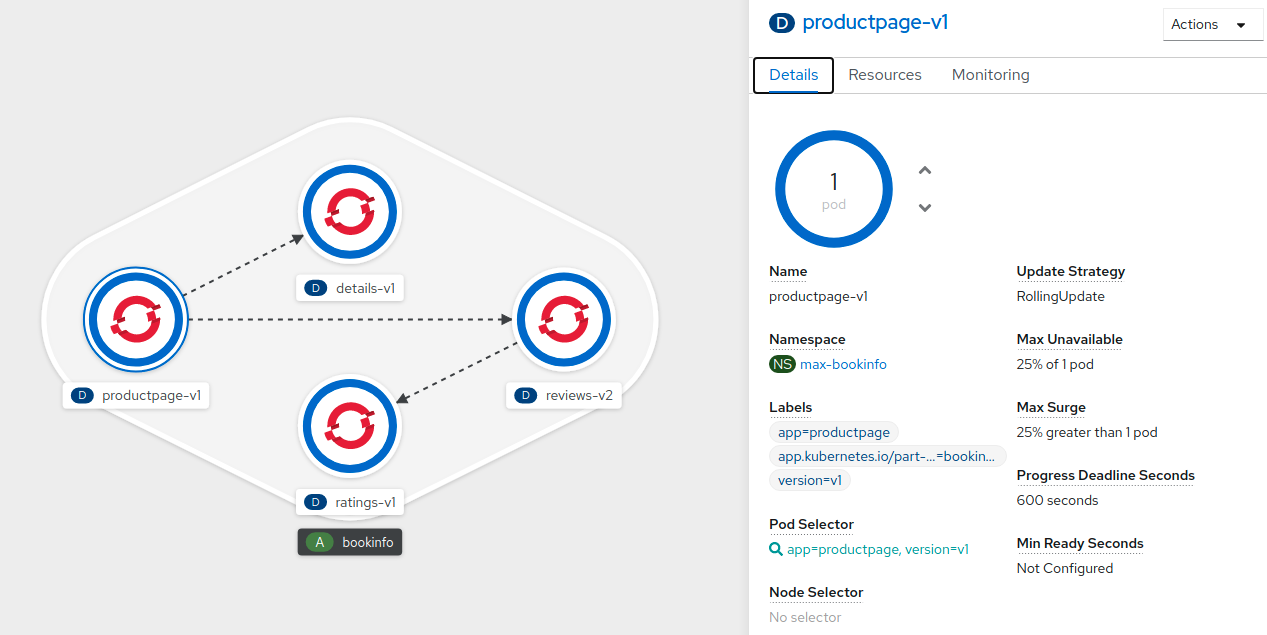 D details-v1
D productpage-v1
D reviews-v2
D ratings-v1
A bookinfo
D productpage-v1
Actions
Details Resources Monitoring
1
pod
Name
productpage-v1
Namespace
NS max-bookinfo
Labels
app=productpage
app.kubernetes.io/part-...=bookin...
version=v1
Pod Selector
app=productpage, version=v1
Node Selector
No selector
Update Strategy
RollingUpdate
Max Unavailable
25% of 1 pod
Max Surge
25% greater than 1 pod
Progress Deadline Seconds
600 seconds
Min Ready Seconds
Not Configured